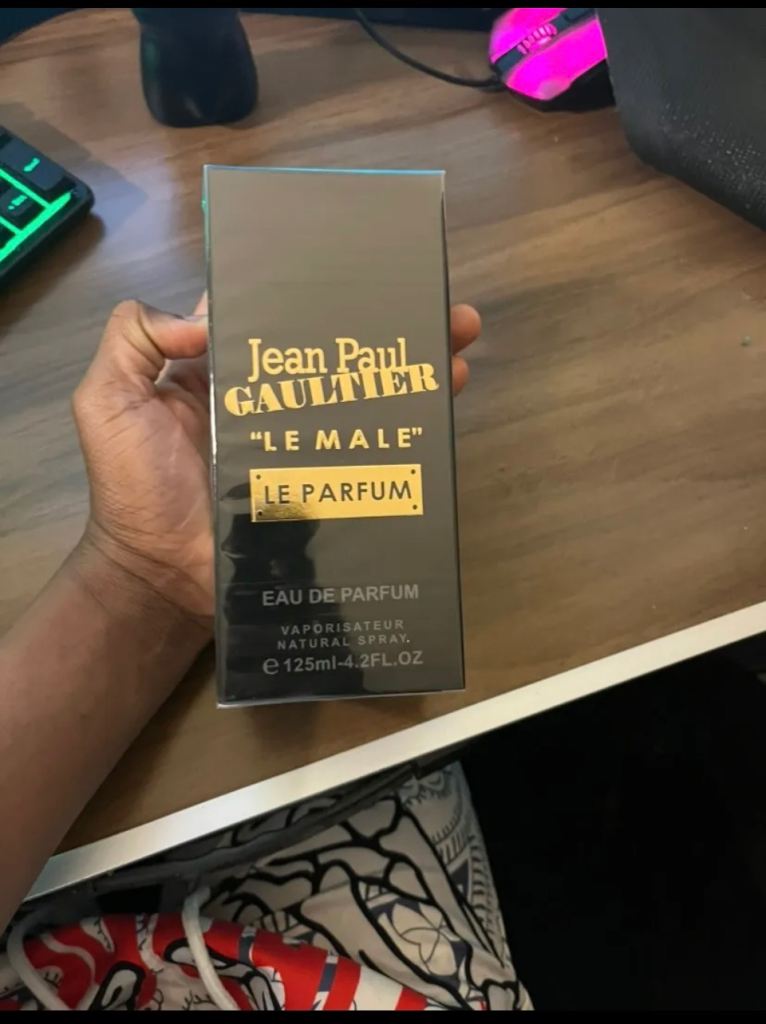 Jean Paul
GAULTIER
"LE MALE"
LE PARFUM
EAU DE PARFUM
VAPORISATEUR
NATURAL SPRAY.
℮ 125ml-4.2FL.OZ